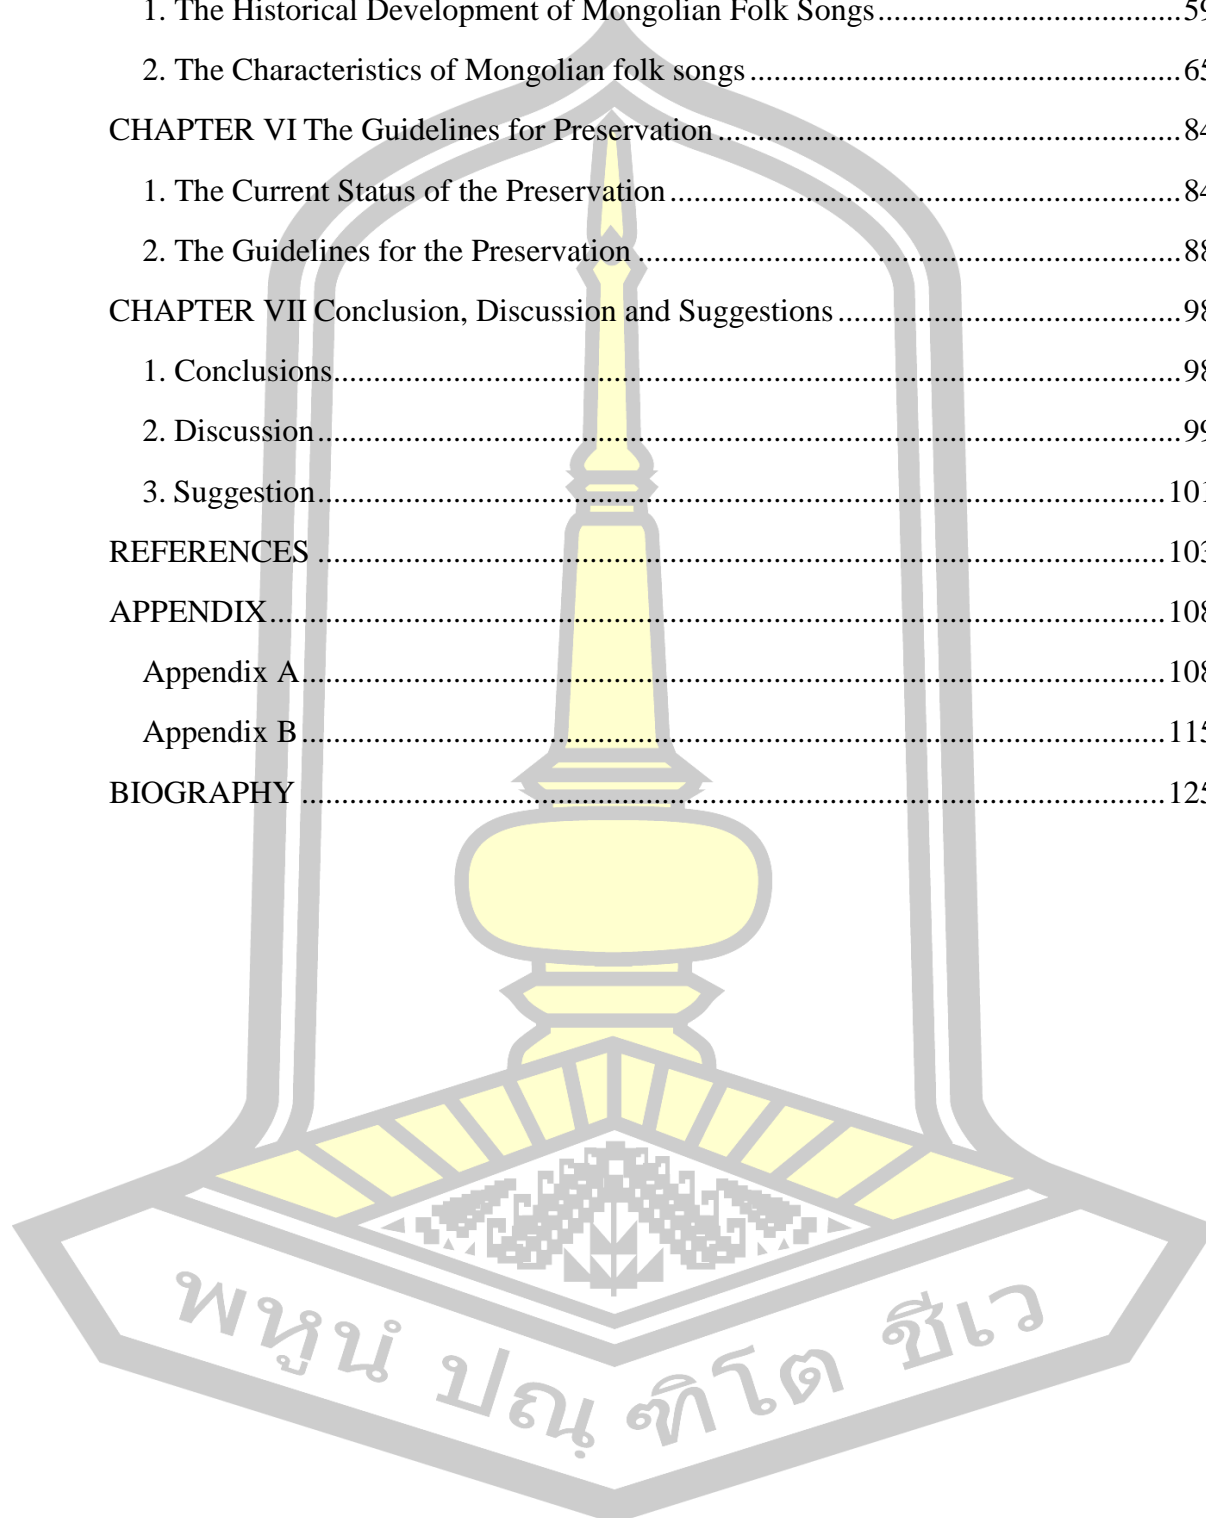 1. The Historical Development of Mongolian Folk Songs....................................59
2. The Characteristics of Mongolian folk songs....................................65
CHAPTER VI The Guidelines for Preservation....................................84
1. The Current Status of the Preservation....................................84
2. The Guidelines for the Preservation....................................88
CHAPTER VII Conclusion, Discussion and Suggestions....................................98
1. Conclusions....................................98
2. Discussion....................................99
3. Suggestion....................................101
REFERENCES....................................103
APPENDIX....................................108
Appendix A....................................108
Appendix B....................................115
BIOGRAPHY....................................125
พหูนํ ปณฺฑิโต ชีเว